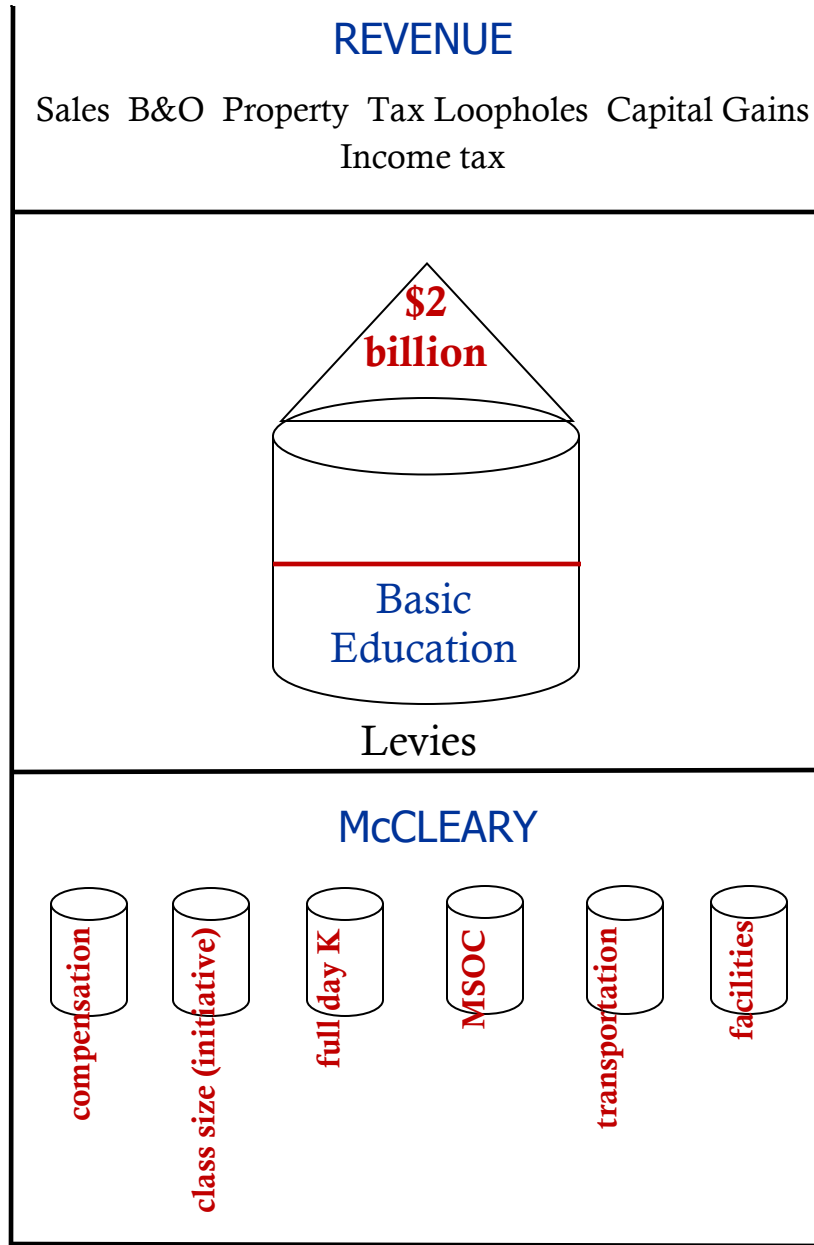 REVENUE
Sales B&O Property Tax Loopholes Capital Gains
Income tax
$2
billion
Basic
Education
Levies
McCLEARY
compensation
class size (initiative)
full day K
MSOC
transportation
facilities